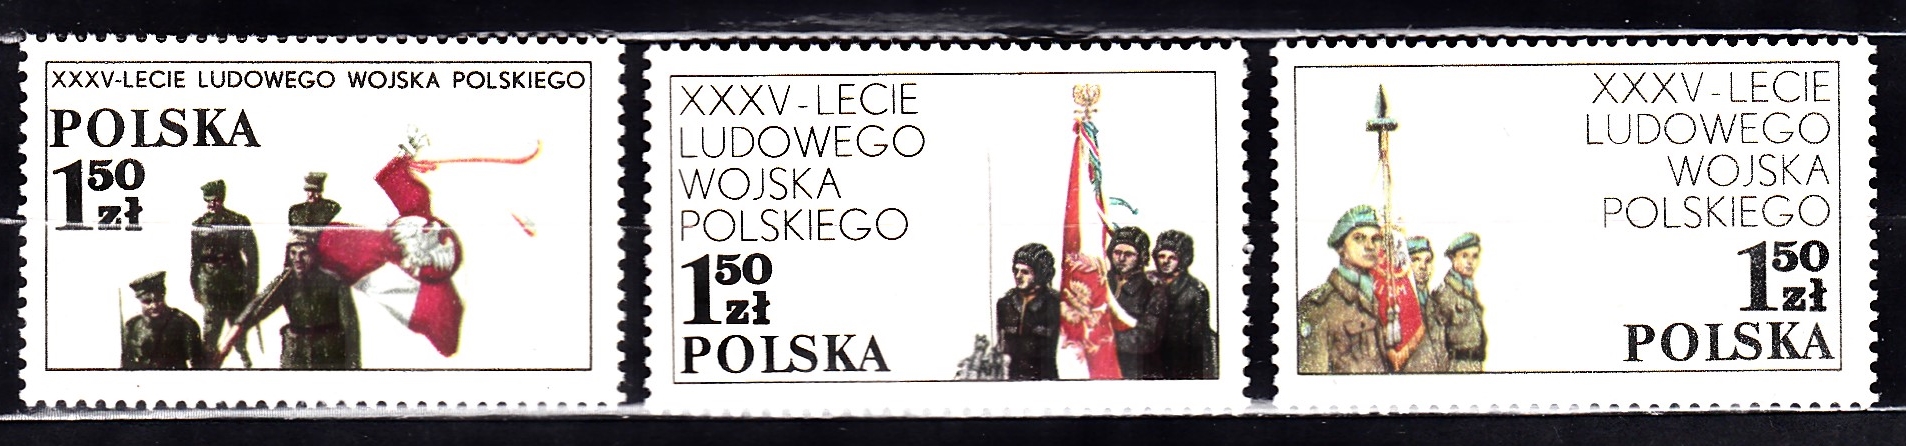 XXXV-LECIE LUDOWEGO WOJSKA POLSKIEGO
POLSKA
1 50 zł
XXXV-LECIE
LUDOWEGO
WOJSKA
POLSKIEGO
1 50 zł
POLSKA
XXXV-LECIE
LUDOWEGO
WOJSKA
POLSKIEGO
1 50 zł
POLSKA